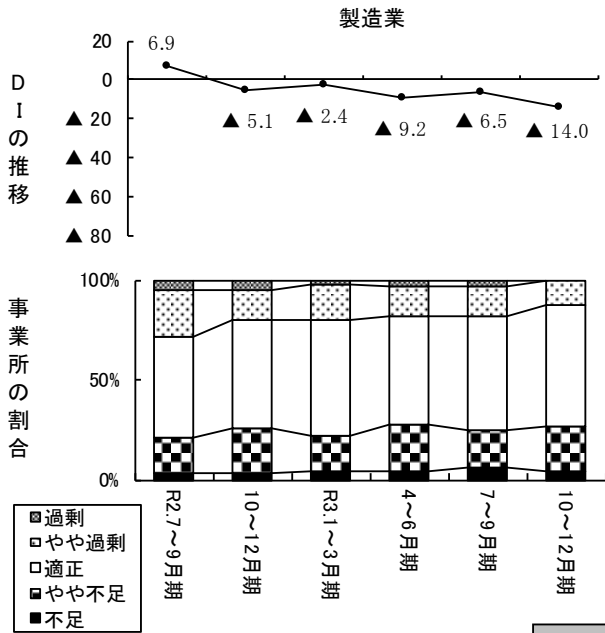 製造業
DIの推移
20
0
▲ 20
▲ 40
▲ 60
▲ 80
6.9
▲ 5.1
▲ 2.4
▲ 9.2
▲ 6.5
▲ 14.0
事業所の割合
100%
50%
0%
R2.7～9月期
10～12月期
R3.1～3月期
4～6月期
7～9月期
10～12月期
過剰
やや過剰
適正
やや不足
不足